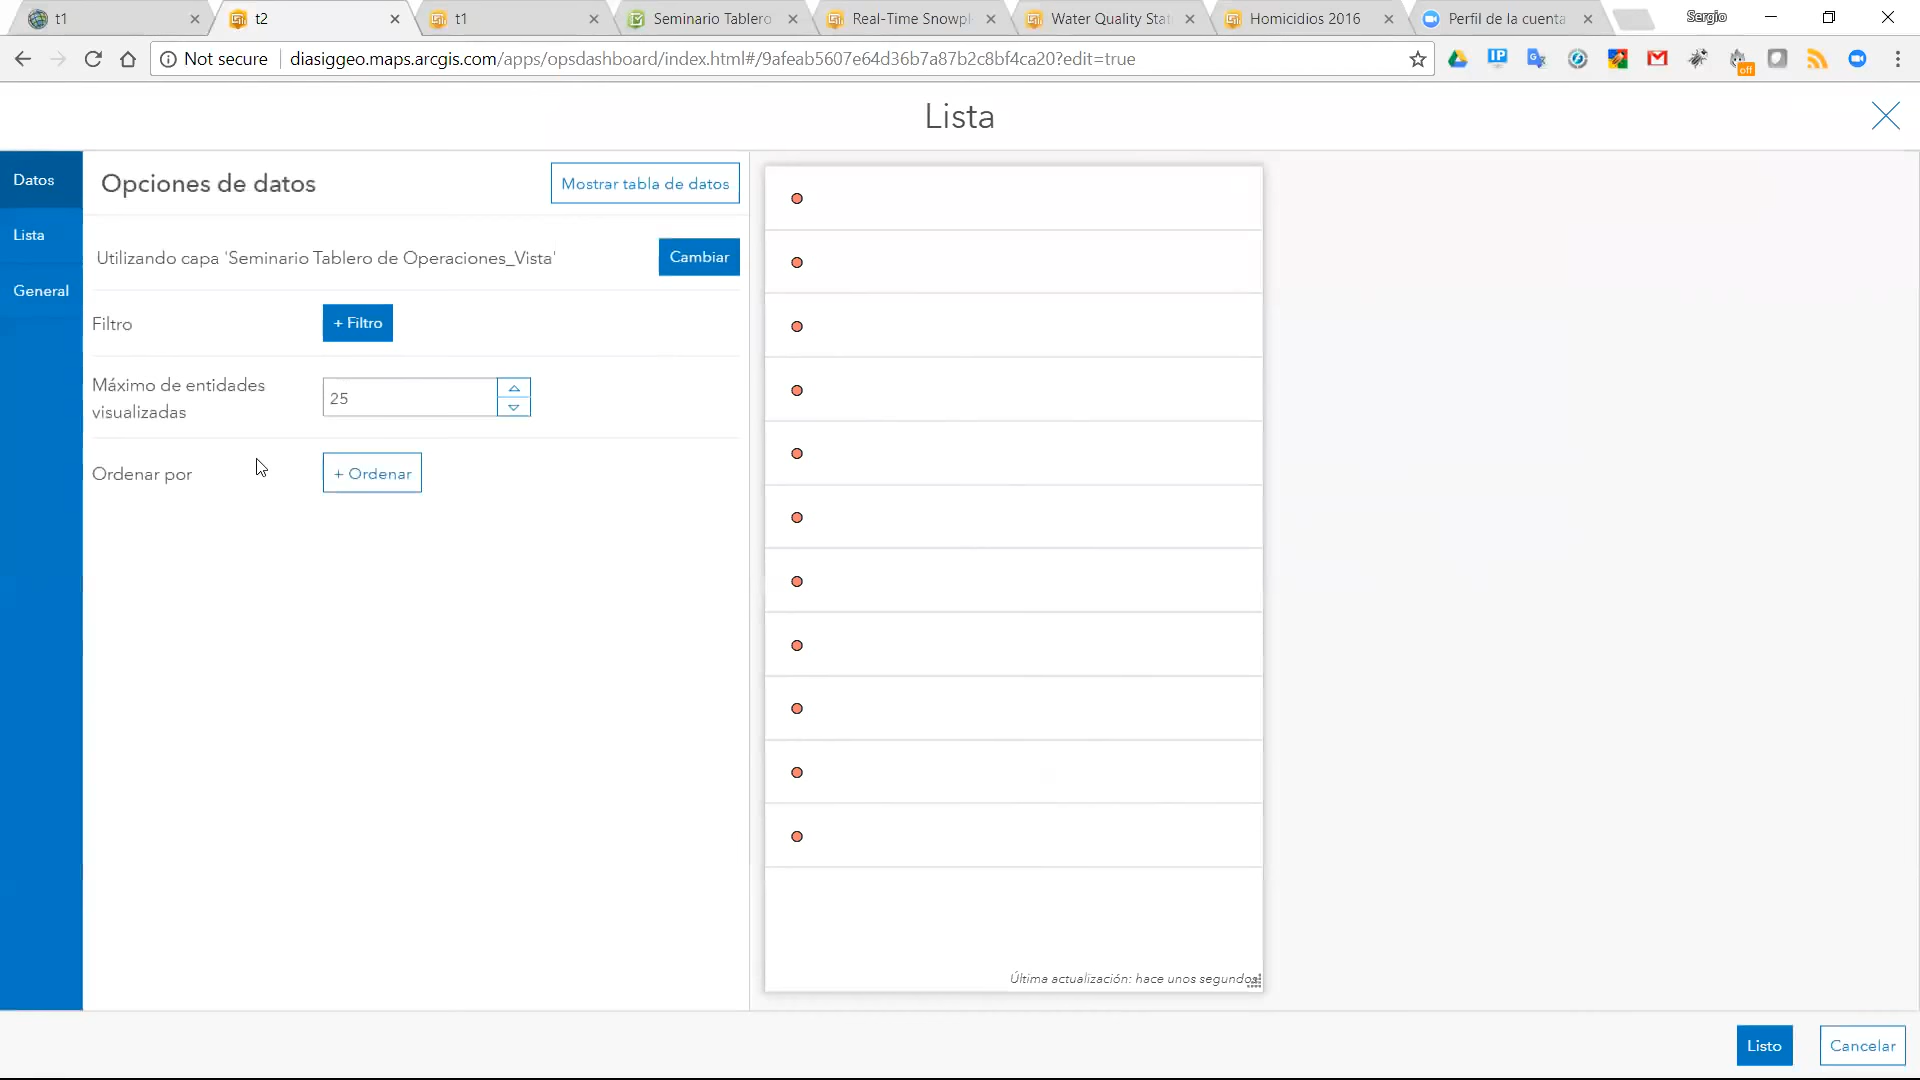 t1
t2
t1
Seminario Tablero
Real-Time Snowpl
Water Quality Stat
Homicidios 2016
Perfil de la cuenta
Sergio
Not secure
diasiggeo.maps.arcgis.com/apps/opsdashboard/index.html#/9afeab5607e64d36b7a87b2c8bf4ca20?edit=true
IP
off
Lista
Datos
Lista
General
Opciones de datos
Mostrar tabla de datos
Utilizando capa 'Seminario Tablero de Operaciones_Vista'
Cambiar
Filtro
+ Filtro
Máximo de entidades
visualizadas
25
Ordenar por
+ Ordenar
Última actualización: hace unos segundos
Listo
Cancelar